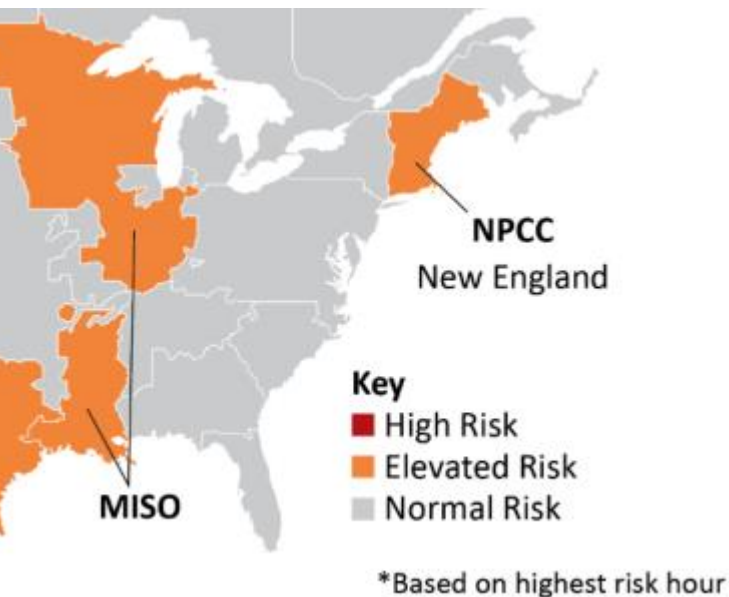 NPCC
New England
Key
High Risk
Elevated Risk
Normal Risk
MISO
*Based on highest risk hour